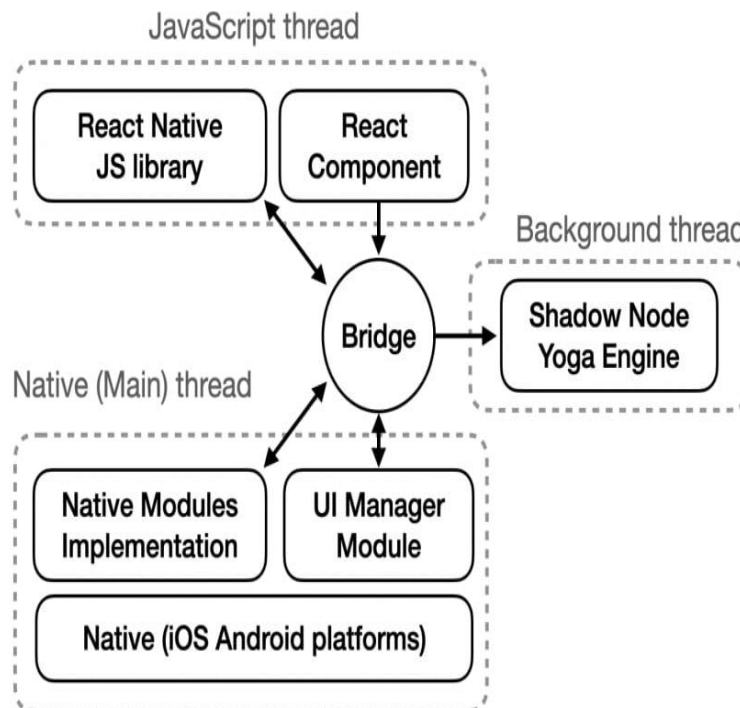 JavaScript thread
React Native
JS library
React
Component
Background thread
Shadow Node
Yoga Engine
Bridge
Native (Main) thread
Native Modules
Implementation
UI Manager
Module
Native (iOS Android platforms)